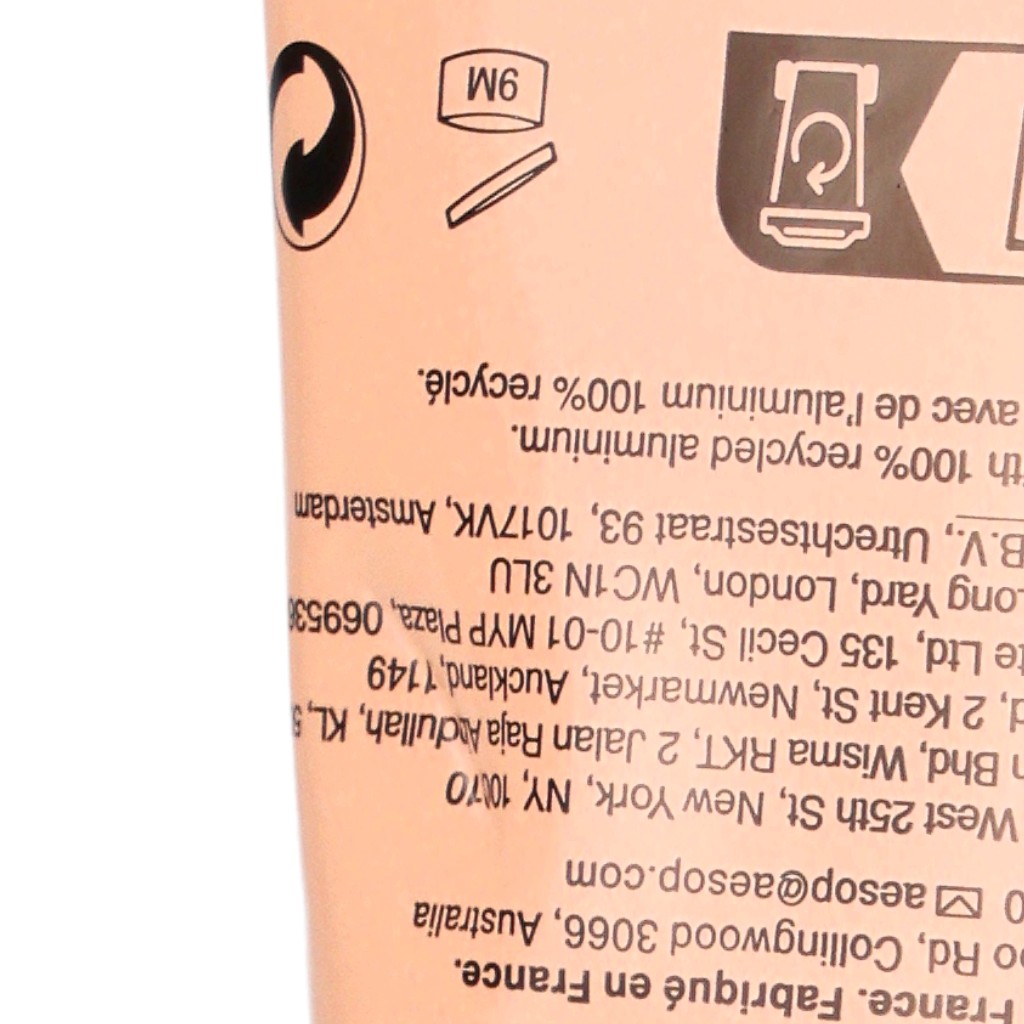 France. Fabriqué en France.
Rd, Collingwood 3066, Australia
aesop@aesop.com
West 25th St, New York, NY, 10010
Bhd, Wisma RKT, 2 Jalan Raja Abdullah, KL,
2 Kent St, Newmarket, Auckland, 1149
Ltd, 135 Cecil St, #10-01 MYP Plaza, 069536
Long Yard, London, WC1N 3LU
B.V., Utrechtsestraat 93, 1017VK, Amsterdam
100% recycled aluminium.
avec de l'aluminium 100% recyclé.
9M